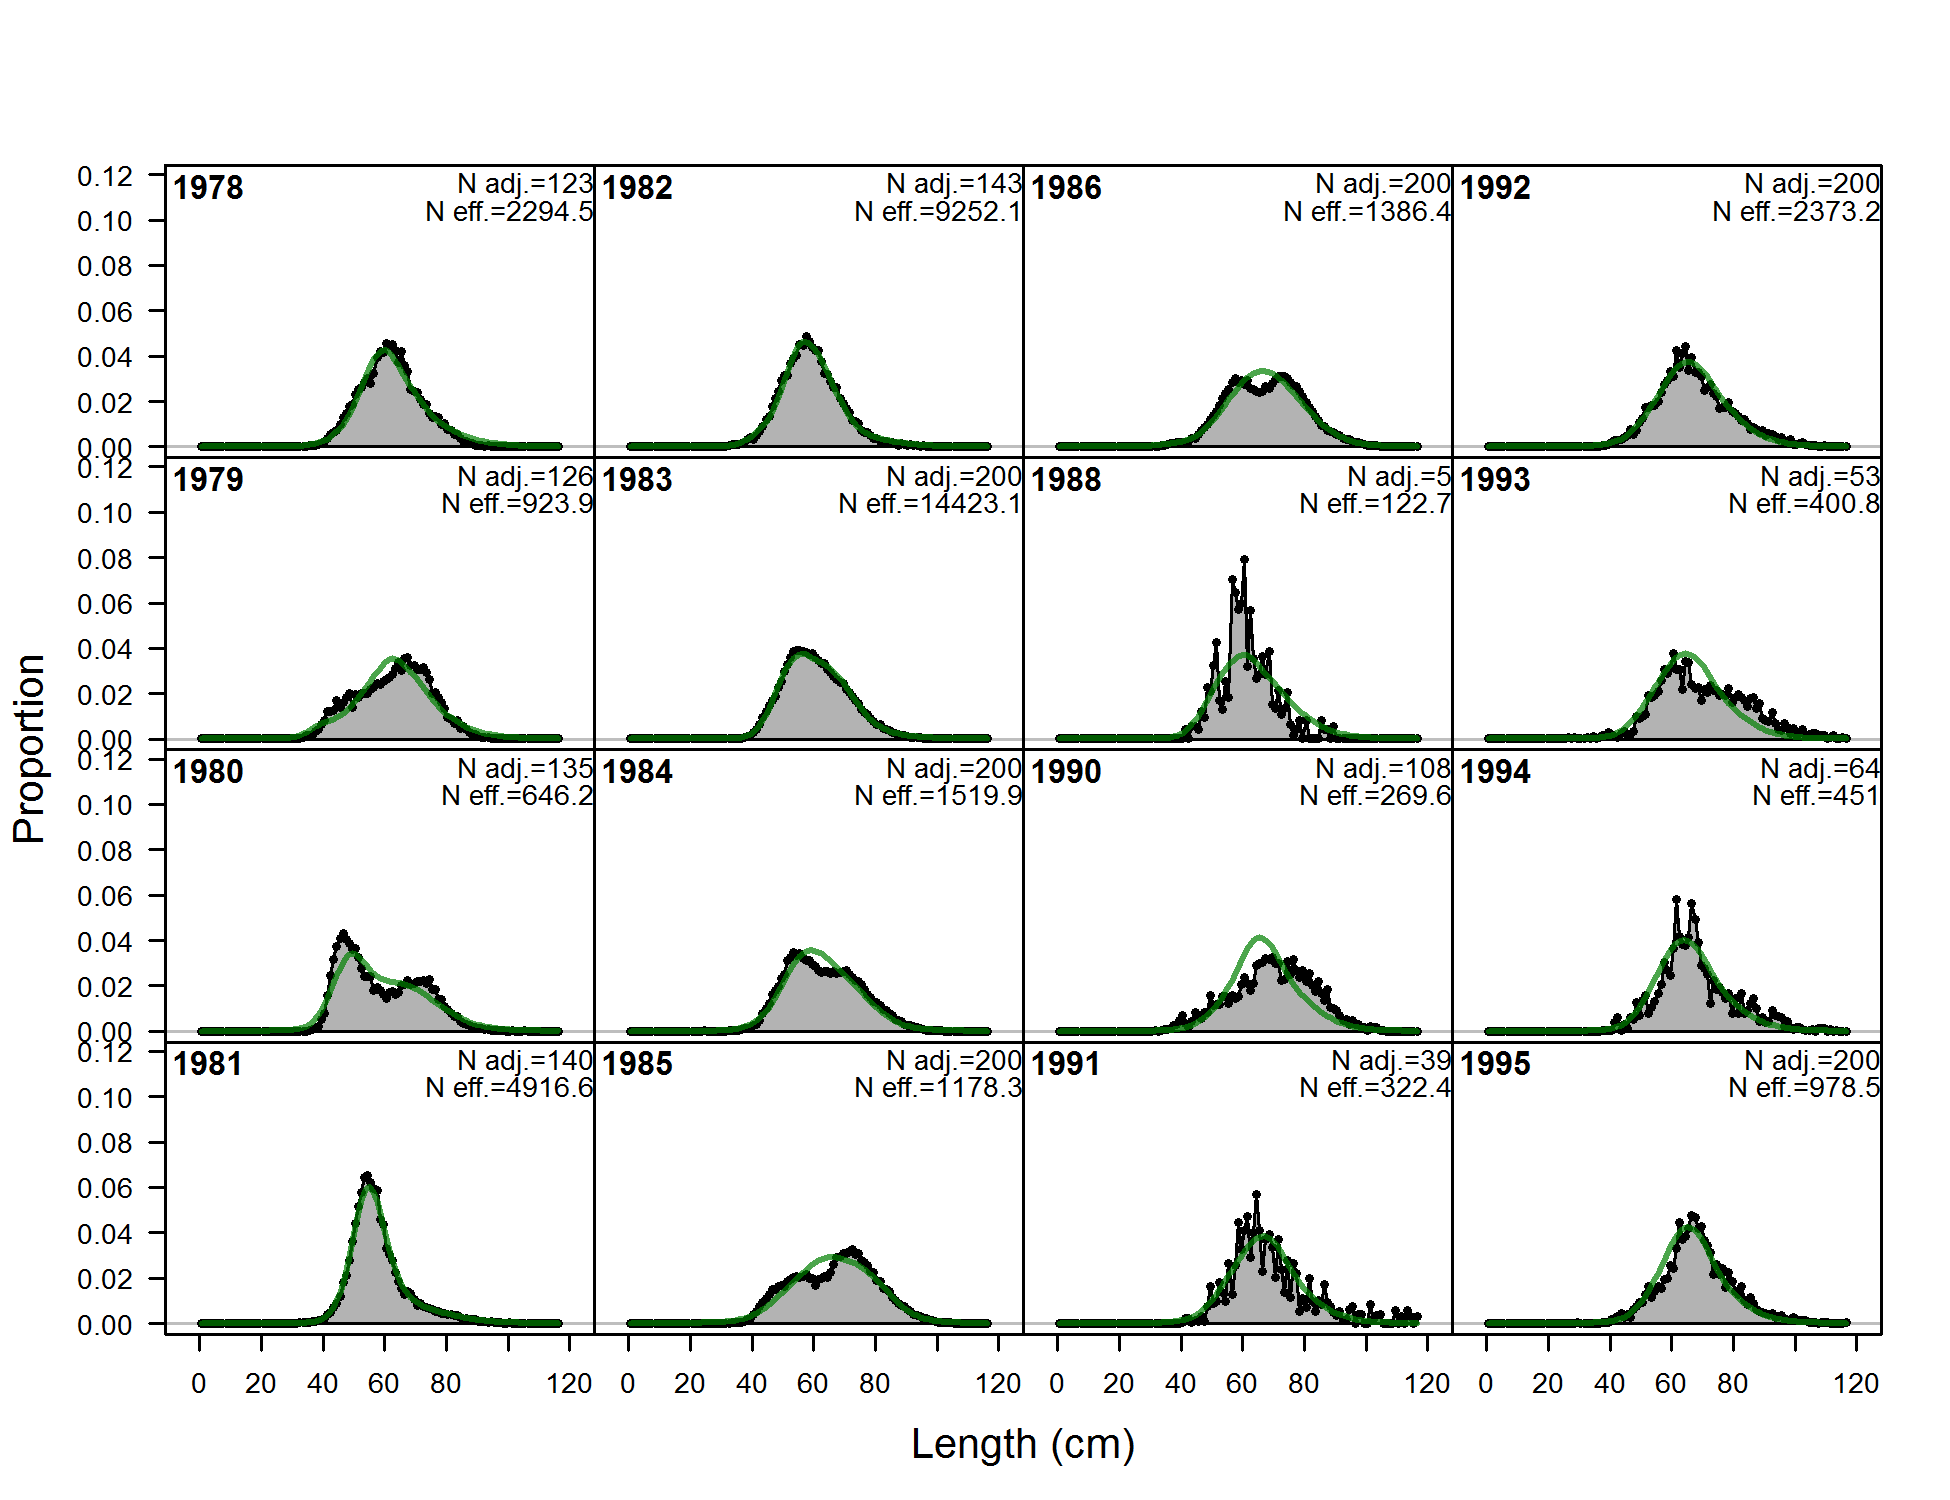 Proportion
0.12
0.10
0.08
0.06
0.04
0.02
0.00
1978
N adj.=123
N eff.=2294.5
1982
N adj.=143
N eff.=9252.1
1986
N adj.=200
N eff.=1386.4
1992
N adj.=200
N eff.=2373.2
0.12
0.10
0.08
0.06
0.04
0.02
0.00
1979
N adj.=126
N eff.=923.9
1983
N adj.=200
N eff.=14423.1
1988
N adj.=5
N eff.=122.7
1993
N adj.=53
N eff.=400.8
0.12
0.10
0.08
0.06
0.04
0.02
0.00
1980
N adj.=135
N eff.=646.2
1984
N adj.=200
N eff.=1519.9
1990
N adj.=108
N eff.=269.6
1994
N adj.=64
N eff.=451
0.12
0.10
0.08
0.06
0.04
0.02
0.00
1981
N adj.=140
N eff.=4916.6
1985
N adj.=200
N eff.=1178.3
1991
N adj.=39
N eff.=322.4
1995
N adj.=200
N eff.=978.5
0 20 40 60 80 120 0 20 40 60 80 120 0 20 40 60 80 120 0 20 40 60 80 120
Length (cm)